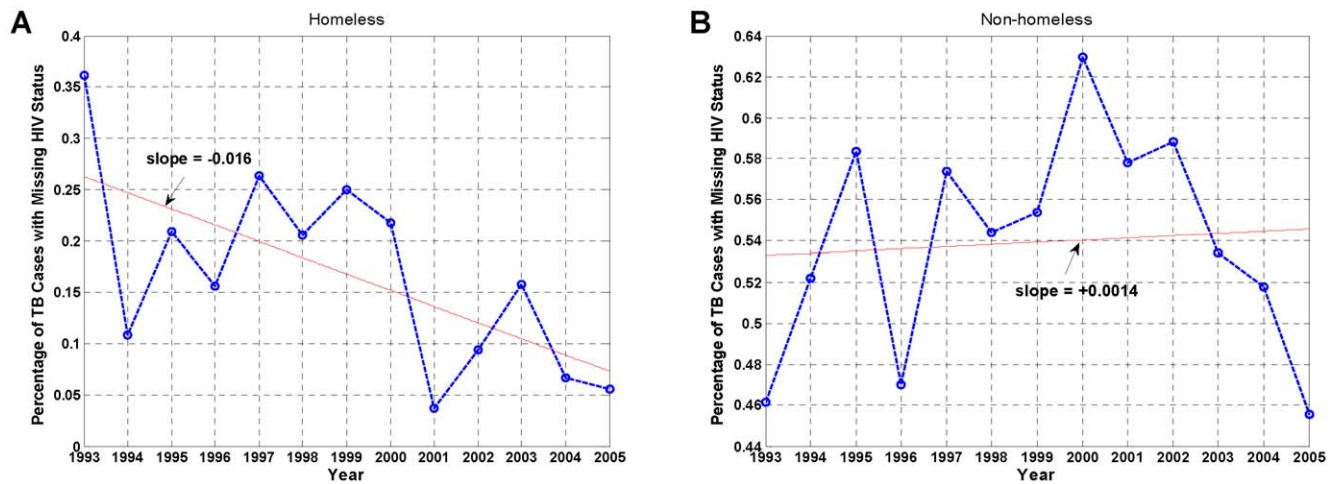 A
Homeless
Percentage of TB Cases with Missing HIV Status
0.4
0.35
0.3
0.25
0.2
0.15
0.1
0.05
0
slope = -0.016
1993 1994 1995 1996 1997 1998 1999 2000 2001 2002 2003 2004 2005
Year
B
Non-homeless
Percentage of TB Cases with Missing HIV Status
0.64
0.62
0.6
0.58
0.56
0.54
0.52
0.5
0.48
0.46
0.44
slope = +0.0014
1993 1994 1995 1996 1997 1998 1999 2000 2001 2002 2003 2004 2005
Year